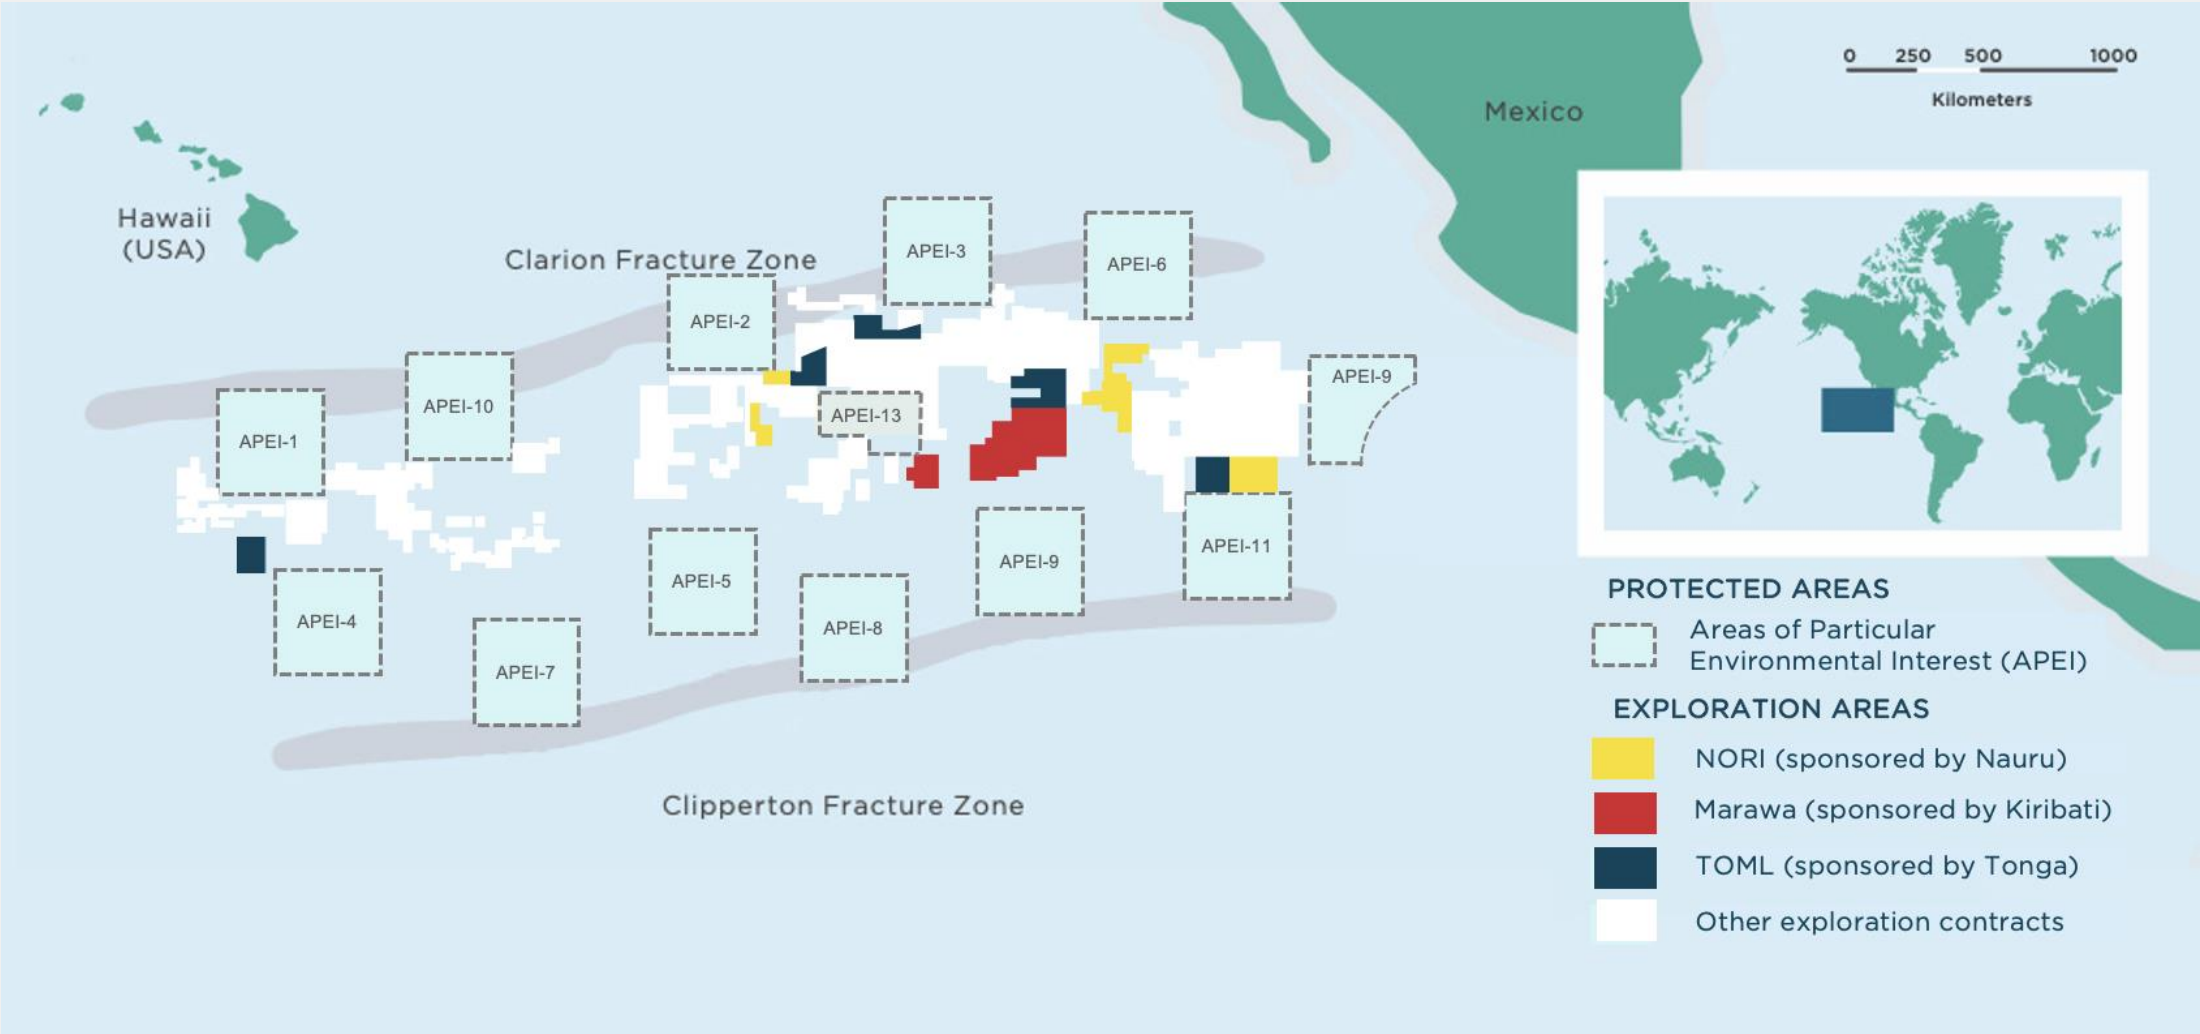 0 250 500 1000
Kilometers
Mexico
Hawaii
(USA)
Clarion Fracture Zone
APEI-3
APEI-6
APEI-2
APEI-9
APEI-10
APEI-13
APEI-1
APEI-11
APEI-9
APEI-5
APEI-4
APEI-8
APEI-7
Clipperton Fracture Zone
PROTECTED AREAS
Areas of Particular
Environmental Interest (APEI)
EXPLORATION AREAS
NORI (sponsored by Nauru)
Marawa (sponsored by Kiribati)
TOML (sponsored by Tonga)
Other exploration contracts